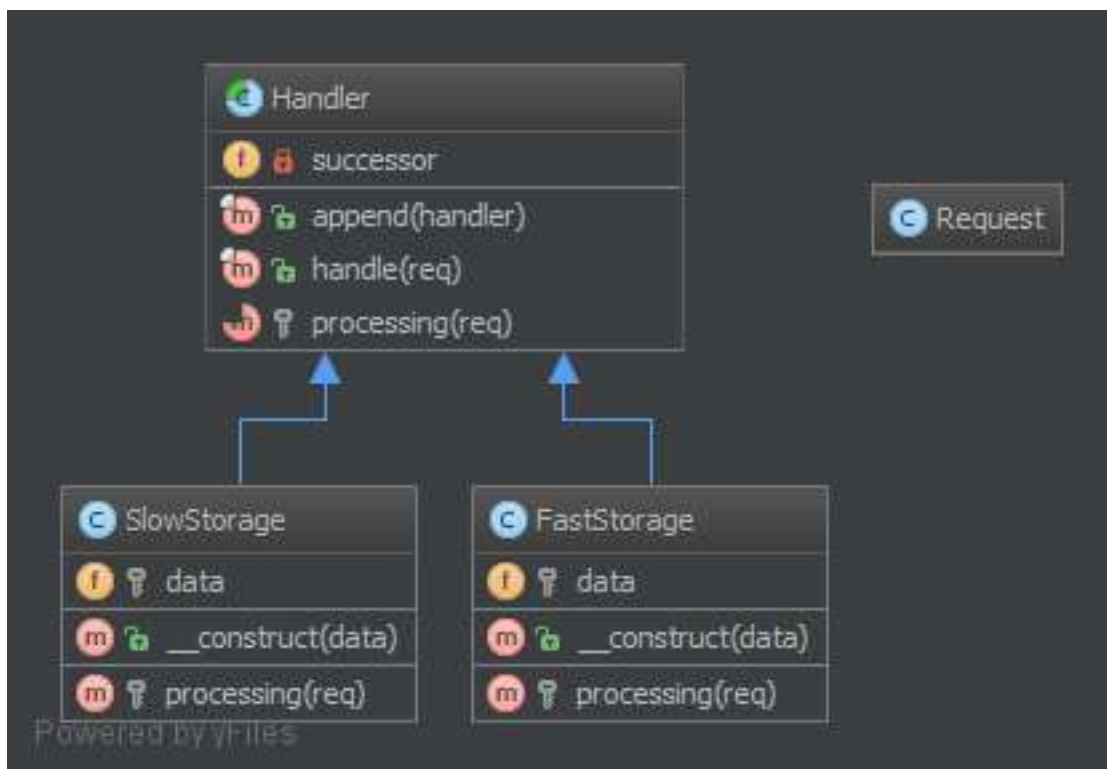 Handler
successor
append(handler)
handle(req)
processing(req)
Request
SlowStorage
data
__construct(data)
processing(req)
FastStorage
data
__construct(data)
processing(req)
Powered by yFiles